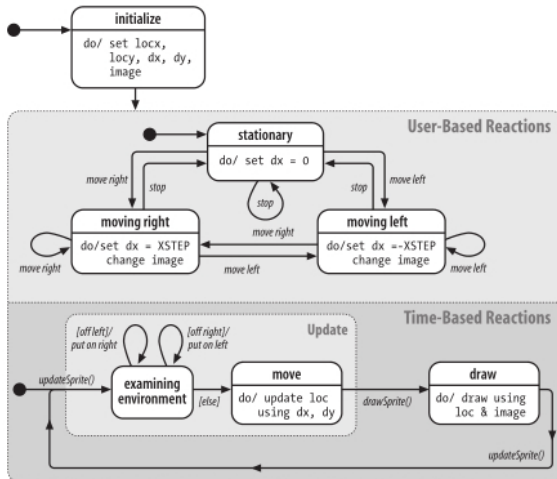 initialize
do/ set locx,
locy, dx, dy,
image
User-Based Reactions
stationary
do/ set dx = 0
move right
stop
stop
stop
move left
moving right
do/set dx = XSTEP
change image
move right
move left
moving left
do/set dx =-XSTEP
change image
move right
move left
Time-Based Reactions
[off left]/
put on right
[off right]/
put on left
Update
updateSprite()
examining
environment
[else]
move
do/ update loc
using dx, dy
drawSprite()
draw
do/ draw using
loc & image
updateSprite()